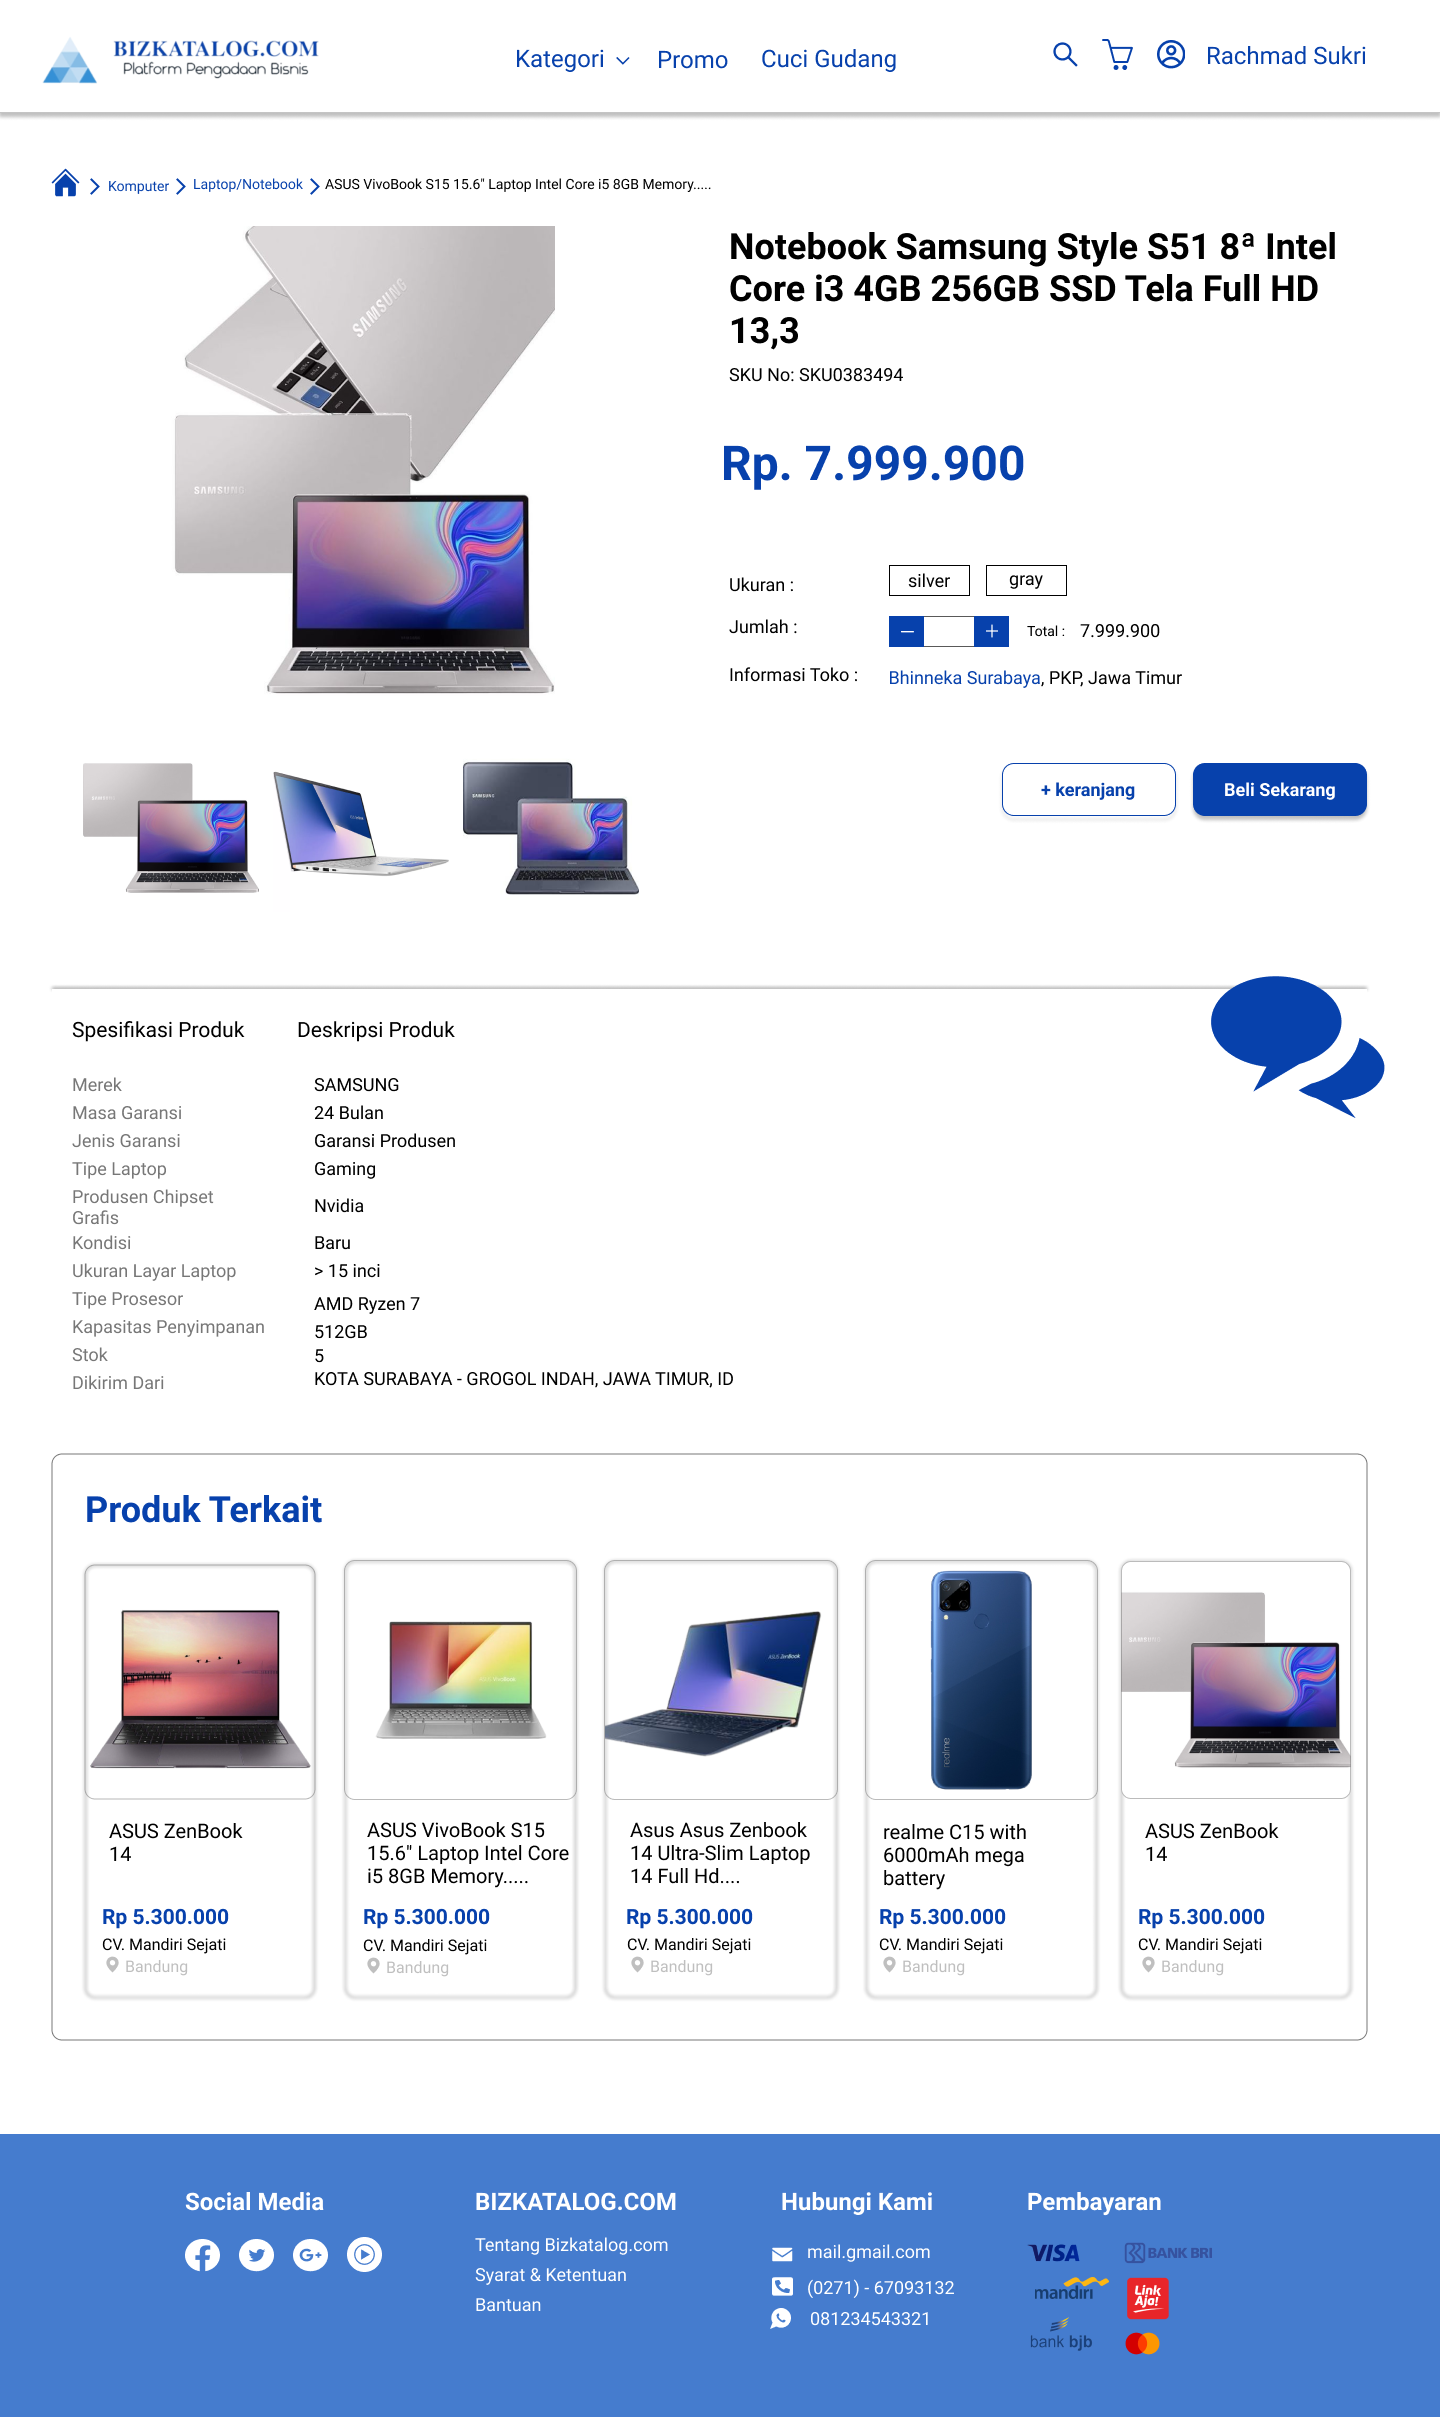 BIZKATALOG.COM
Platform Pengadaan Bisnis
Kategori
Promo
Cuci Gudang
Rachmad Sukri
Komputer
Laptop/Notebook
ASUS VivoBook S15 15.6" Laptop Intel Core i5 8GB Memory.....
SAMSUNG
SAMSUNG
Notebook Samsung Style S51 8ª Intel
Core i3 4GB 256GB SSD Tela Full HD
13,3
SKU No: SKU0383494
Rp. 7.999.900
Ukuran :
silver
gray
Jumlah :
Total :
7.999.900
Informasi Toko :
Bhinneka Surabaya, PKP, Jawa Timur
SAMSUNG
SAMSUNG
+ keranjang
Beli Sekarang
Spesifikasi Produk
Deskripsi Produk
Merek
SAMSUNG
Masa Garansi
24 Bulan
Jenis Garansi
Garansi Produsen
Tipe Laptop
Gaming
Produsen Chipset
Grafis
Nvidia
Kondisi
Baru
Ukuran Layar Laptop
> 15 inci
Tipe Prosesor
AMD Ryzen 7
Kapasitas Penyimpanan
512GB
Stok
5
Dikirim Dari
KOTA SURABAYA - GROGOL INDAH, JAWA TIMUR, ID
Produk Terkait
ASUS VivoBook
ASUS ZenBook
realme
SAMSUNG
ASUS ZenBook
14
Rp 5.300.000
CV. Mandiri Sejati
Bandung
ASUS VivoBook S15
15.6" Laptop Intel Core
i5 8GB Memory.....
Rp 5.300.000
CV. Mandiri Sejati
Bandung
Asus Asus Zenbook
14 Ultra-Slim Laptop
14 Full Hd....
Rp 5.300.000
CV. Mandiri Sejati
Bandung
realme C15 with
6000mAh mega
battery
Rp 5.300.000
CV. Mandiri Sejati
Bandung
ASUS ZenBook
14
Rp 5.300.000
CV. Mandiri Sejati
Bandung
Social Media
G+
BIZKATALOG.COM
Tentang Bizkatalog.com
Syarat & Ketentuan
Bantuan
Hubungi Kami
mail.gmail.com
(0271) - 67093132
081234543321
Pembayaran
VISA
BANK BRI
mandiri
Link
Aja!
bank bjb